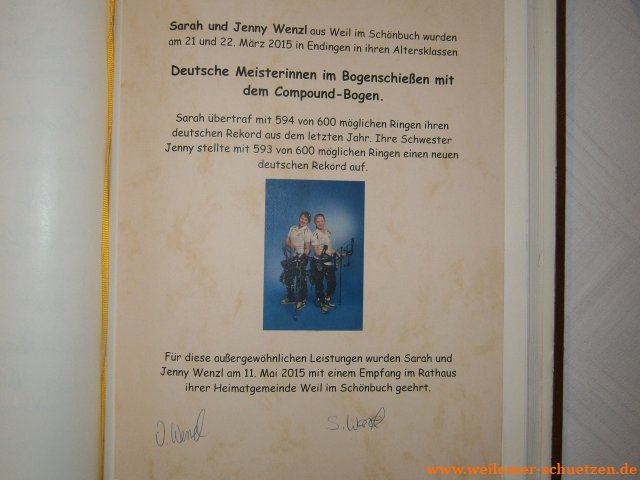 Sarah und Jenny Wenzl aus Weil im Schönbuch wurden
am 21 und 22. März 2015 in Endingen in ihren Altersklassen
Deutsche Meisterinnen im Bogenschießen mit
dem Compound-Bogen.
Sarah übertraf mit 594 von 600 möglichen Ringen ihren
deutschen Rekord aus dem letzten Jahr. Ihre Schwester
Jenny stellte mit 593 von 600 möglichen Ringen einen neuen
deutschen Rekord auf.
Für diese außergewöhnlichen Leistungen wurden Sarah und
Jenny Wenzl am 11. Mai 2015 mit einem Empfang im Rathaus
ihrer Heimatgemeinde Weil im Schönbuch geehrt.
J. Wenzl S. Wenzl
www.weilemer-schuetzen.de